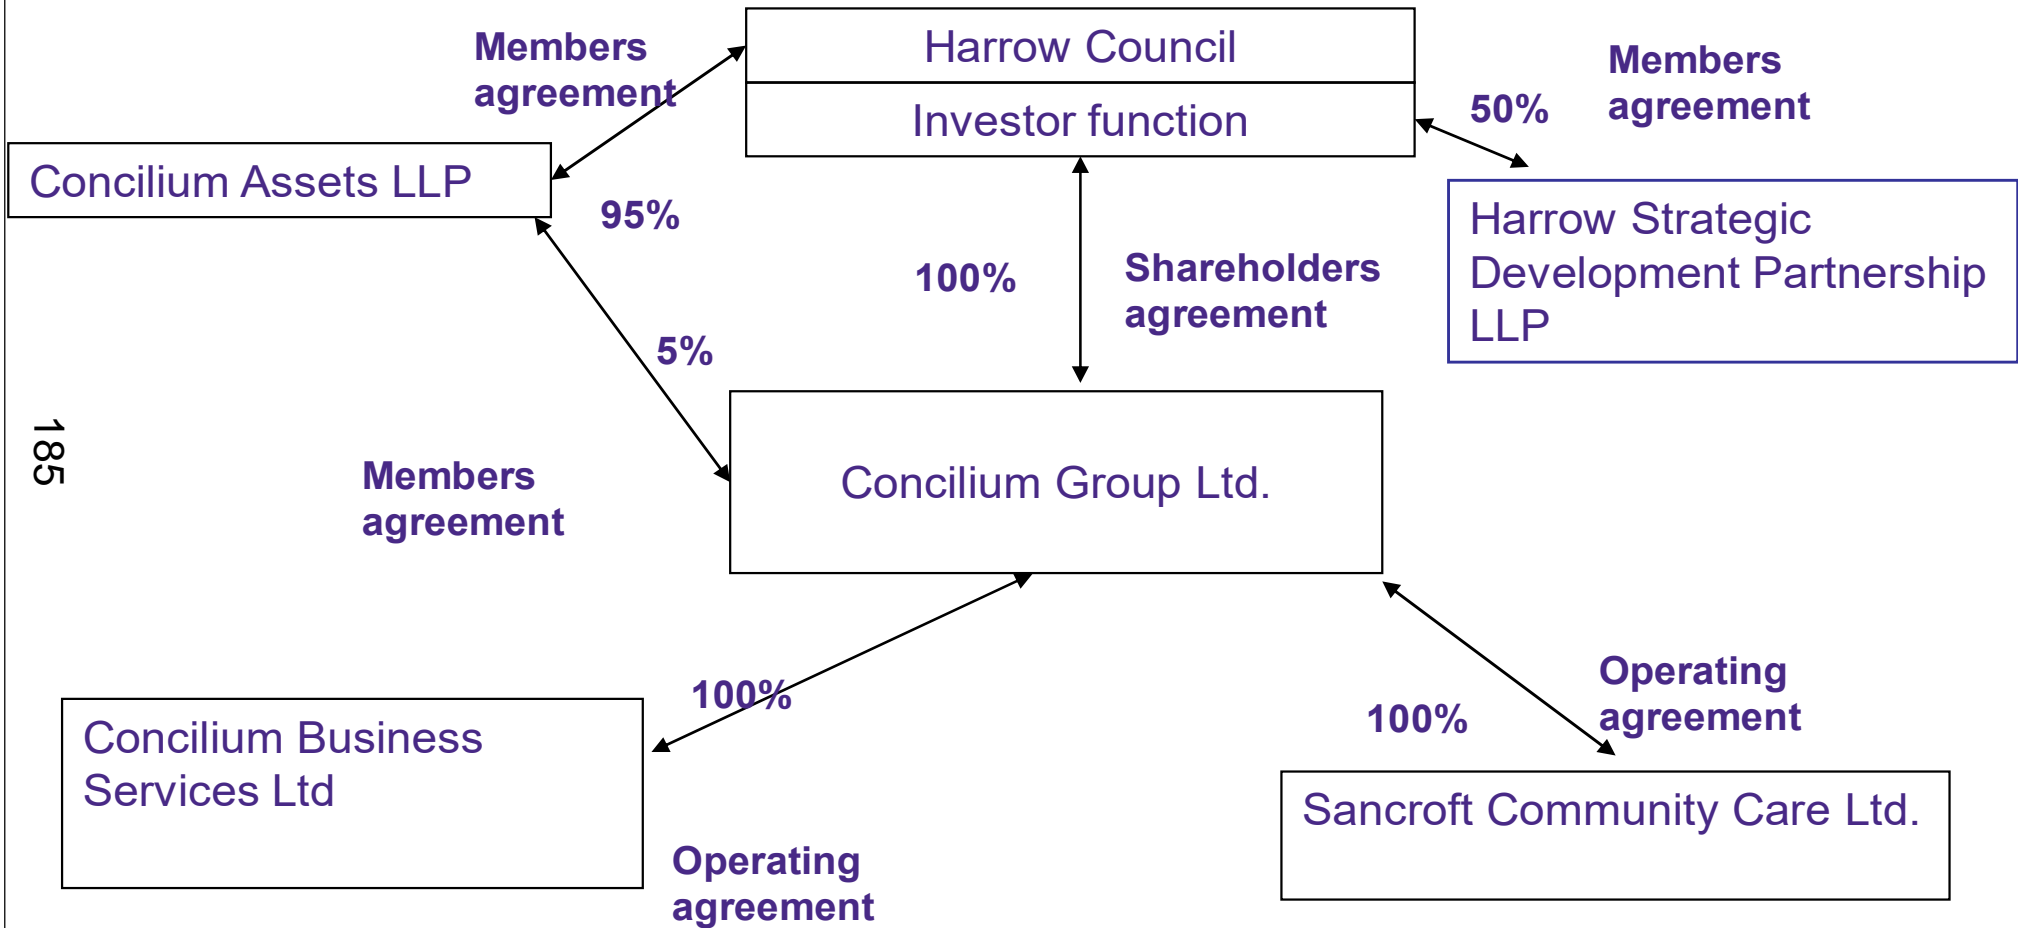 Harrow Council
Investor function
Members
agreement
Members
agreement
50%
Concilium Assets LLP
95%
Harrow Strategic
Development Partnership
LLP
100%
Shareholders
agreement
5%
185
Members
agreement
Concilium Group Ltd.
100%
Operating
agreement
100%
Concilium Business
Services Ltd
Sancroft Community Care Ltd.
Operating
agreement